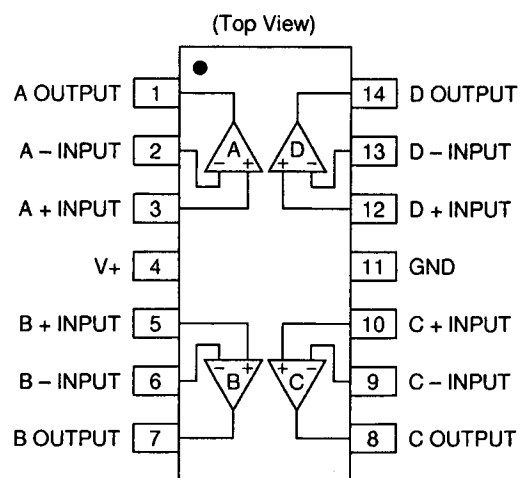 (Top View)
A OUTPUT 1 14 D OUTPUT
A – INPUT 2 A D 13 D – INPUT
– + + –
A + INPUT 3 12 D + INPUT
V+ 4 11 GND
B + INPUT 5 10 C + INPUT
– + + –
B – INPUT 6 B C 9 C – INPUT
B OUTPUT 7 8 C OUTPUT